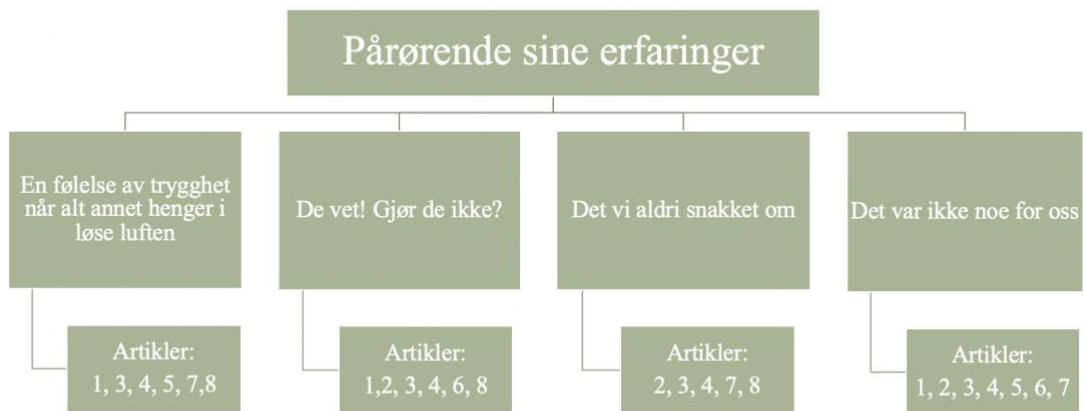 Pårørende sine erfaringer
En følelse av trygghet
når alt annet henger i
løse luften
De vet! Gjør de ikke?
Det vi aldri snakket om
Det var ikke noe for oss
Artikler:
1, 3, 4, 5, 7,8
Artikler:
1,2, 3, 4, 6, 8
Artikler:
2, 3, 4, 7, 8
Artikler:
1, 2, 3, 4, 5, 6, 7